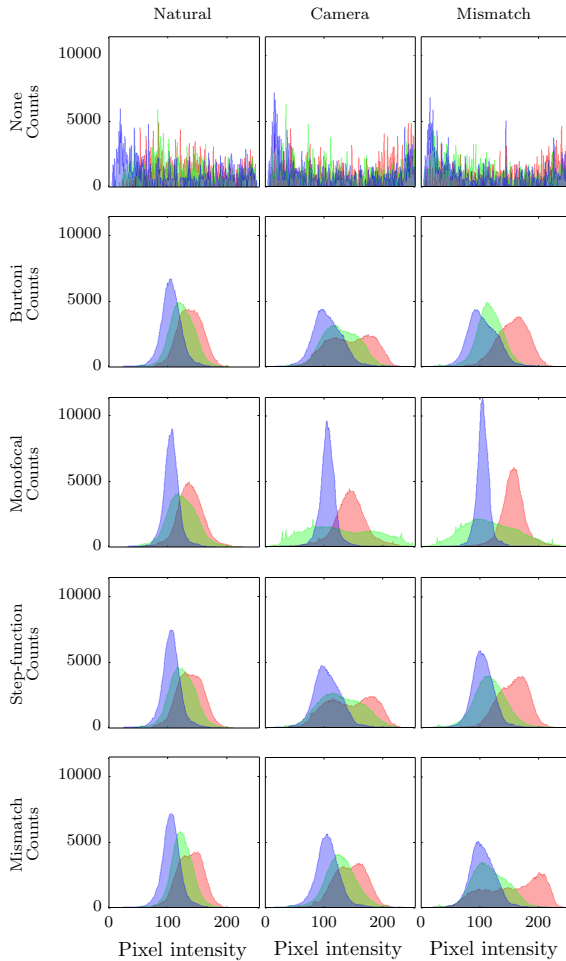 Natural Camera Mismatch
None
Counts
10000
5000
0
Burtoni
Counts
10000
5000
0
Monofocal
Counts
10000
5000
0
Step-function
Counts
10000
5000
0
Mismatch
Counts
10000
5000
0
0 100 200 0 100 200 0 100 200
Pixel intensity Pixel intensity Pixel intensity